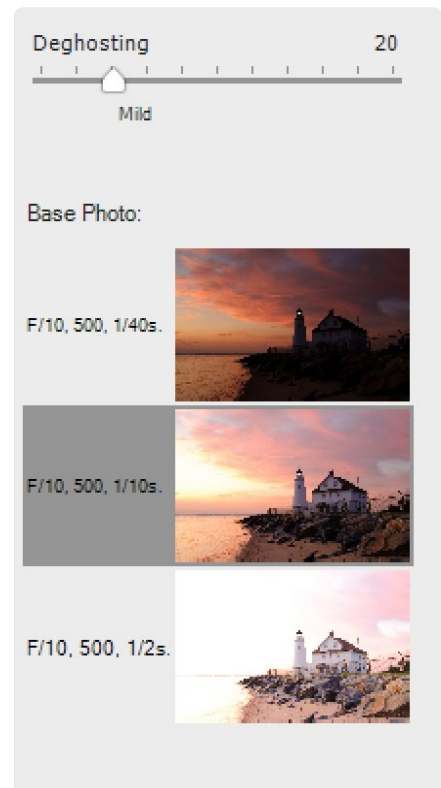 Deghosting 20
Mild
Base Photo:
F/10, 500, 1/40s.
F/10, 500, 1/10s.
F/10, 500, 1/2s.